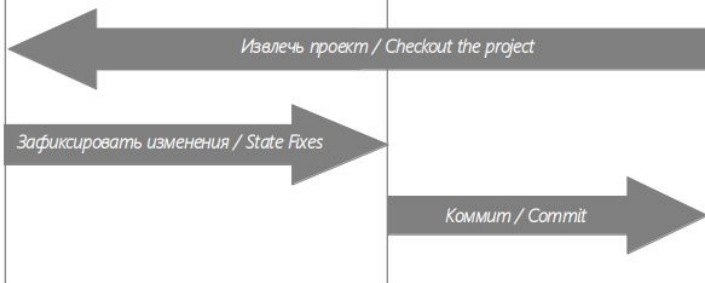 Извлечь проект / Checkout the project
Зафиксировать изменения / State Fixes
Коммит / Commit